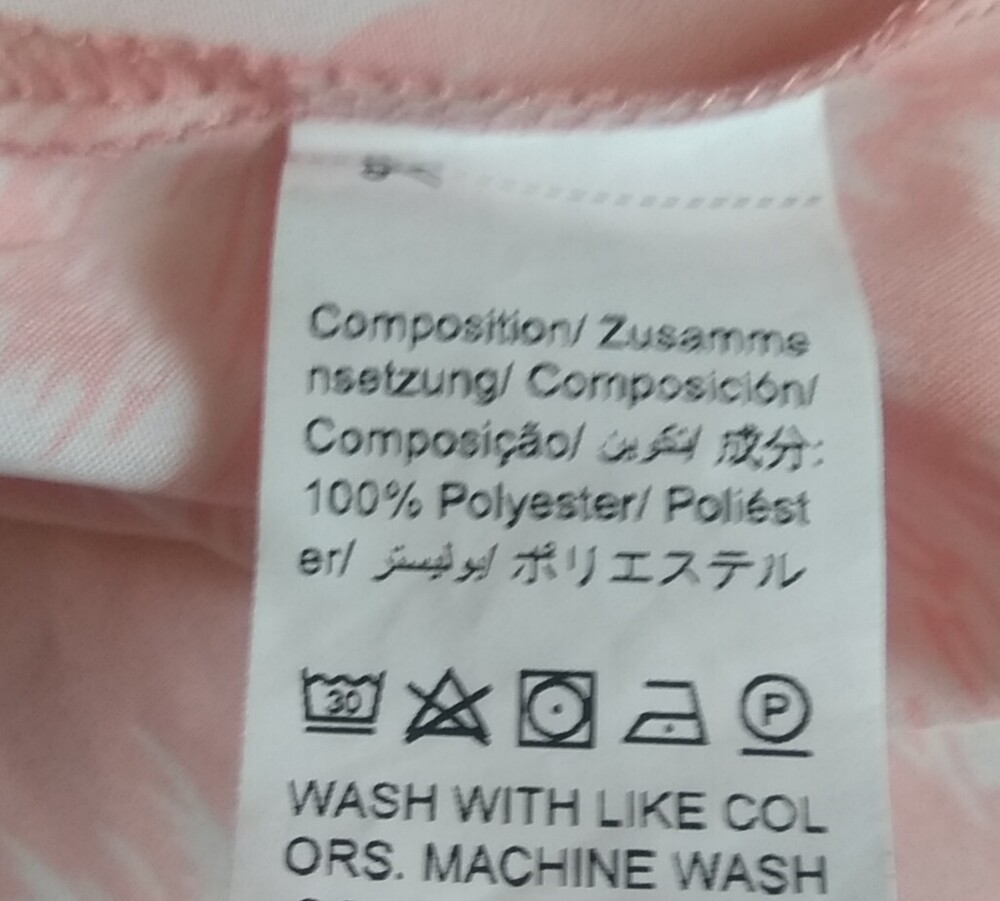 Composition/ Zusamme
nsetzung/ Composición/
Composição/ تكوين/ 成分:
100% Polyester/ Poliést
er/ بوليستر/ ポリエステル
30
P
WASH WITH LIKE COL
ORS. MACHINE WASH